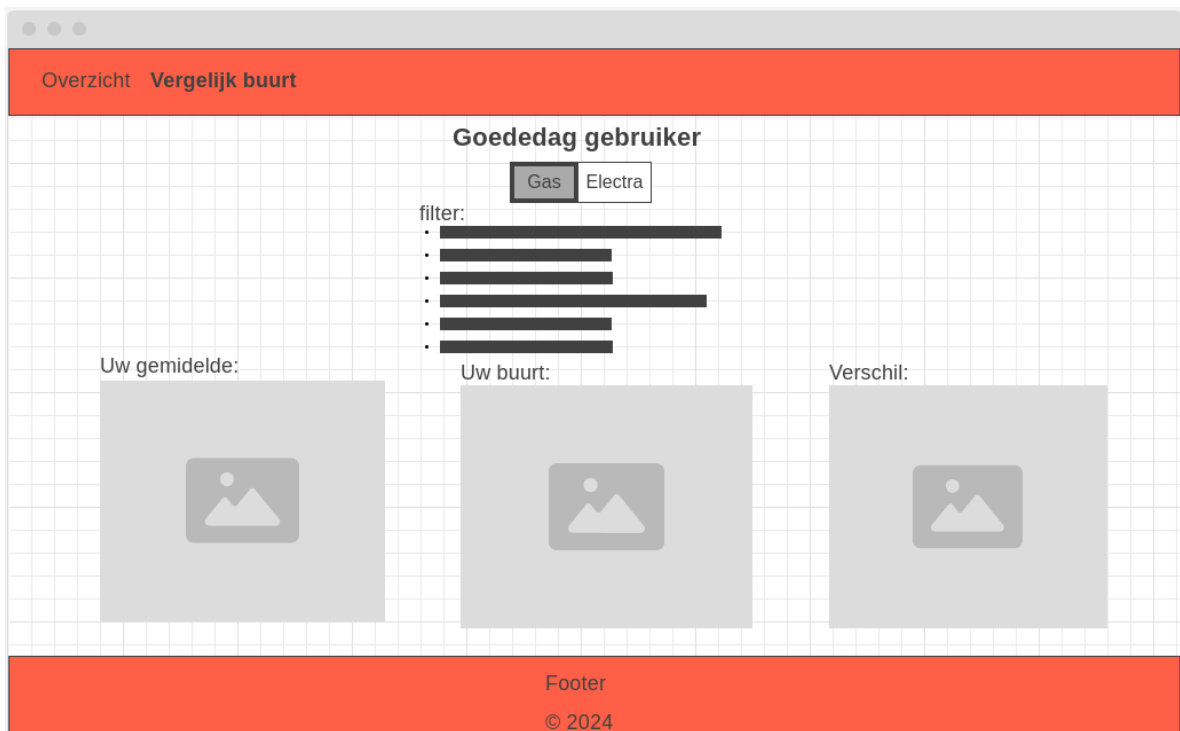 Overzicht Vergelijk buurt
Goededag gebruiker
Gas Electra
filter:
Uw gemidelde:
Uw buurt:
Verschil:
Footer
© 2024